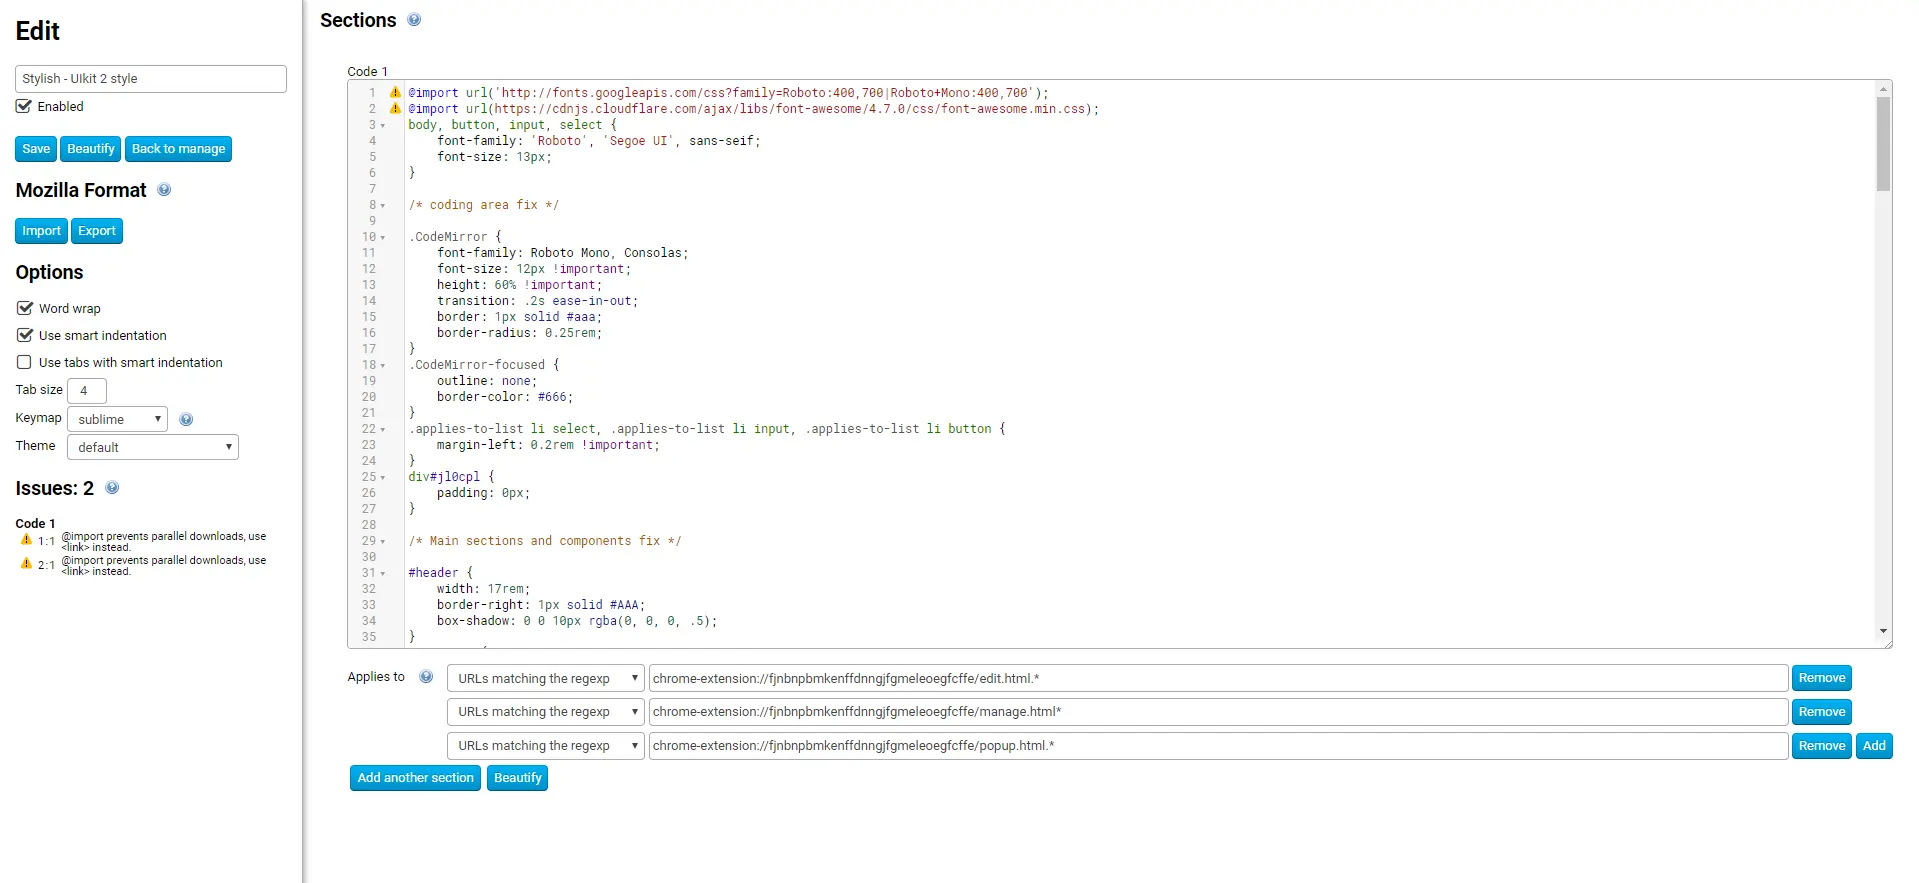 Edit
Stylish - UIkit 2 style
Enabled
Save Beautify Back to manage
Mozilla Format
Import Export
Options
Word wrap
Use smart indentation
Use tabs with smart indentation
Tab size 4
Keymap sublime
Theme default
Issues: 2
Code 1
1:1 @import prevents parallel downloads, use
<link> instead.
2:1 @import prevents parallel downloads, use
<link> instead.
Sections
Code 1
1 @import url('http://fonts.googleapis.com/css?family=Roboto:400,700|Roboto+Mono:400,700');
2 @import url(https://cdnjs.cloudflare.com/ajax/libs/font-awesome/4.7.0/css/font-awesome.min.css);
3 body, button, input, select {
4 font-family: 'Roboto', 'Segoe UI', sans-seif;
5 font-size: 13px;
6 }
7
8 /* coding area fix */
9
10 .CodeMirror {
11 font-family: Roboto Mono, Consolas;
12 font-size: 12px !important;
13 height: 60% !important;
14 transition: .2s ease-in-out;
15 border: 1px solid #aaa;
16 border-radius: 0.25rem;
17 }
18 .CodeMirror-focused {
19 outline: none;
20 border-color: #666;
21 }
22 .applies-to-list li select, .applies-to-list li input, .applies-to-list li button {
23 margin-left: 0.2rem !important;
24 }
25 div#jl0cpl {
26 padding: 0px;
27 }
28
29 /* Main sections and components fix */
30
31 #header {
32 width: 17rem;
33 border-right: 1px solid #AAA;
34 box-shadow: 0 0 10px rgba(0, 0, 0, .5);
35 }
Applies to URLs matching the regexp chrome-extension://fjnbnpbmkenffdnngjfgmeleoegfcffe/edit.html.* Remove
URLs matching the regexp chrome-extension://fjnbnpbmkenffdnngjfgmeleoegfcffe/manage.html* Remove
URLs matching the regexp chrome-extension://fjnbnpbmkenffdnngjfgmeleoegfcffe/popup.html.* Remove Add
Add another section Beautify